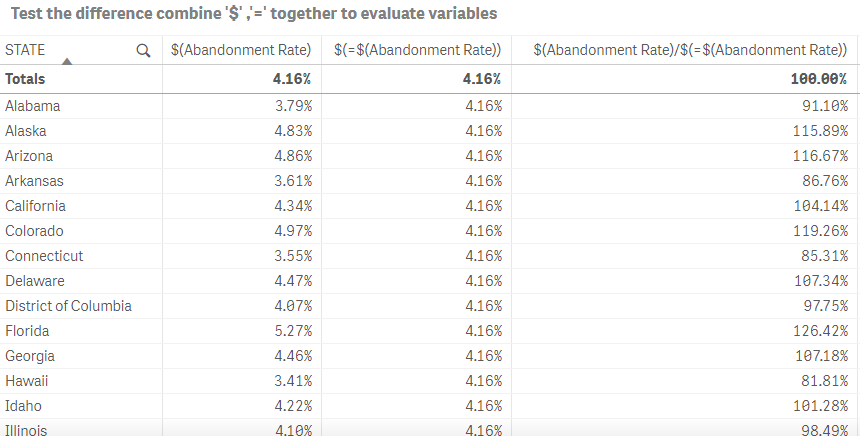 Test the difference combine '$' ,'=' together to evaluate variables
STATE $(Abandonment Rate) $(=$(Abandonment Rate)) $(Abandonment Rate)/$(=$(Abandonment Rate))
Totals 4.16% 4.16% 100.00%
Alabama 3.79% 4.16% 91.10%
Alaska 4.83% 4.16% 115.89%
Arizona 4.86% 4.16% 116.67%
Arkansas 3.61% 4.16% 86.76%
California 4.34% 4.16% 104.14%
Colorado 4.97% 4.16% 119.26%
Connecticut 3.55% 4.16% 85.31%
Delaware 4.47% 4.16% 107.34%
District of Columbia 4.07% 4.16% 97.75%
Florida 5.27% 4.16% 126.42%
Georgia 4.46% 4.16% 107.18%
Hawaii 3.41% 4.16% 81.81%
Idaho 4.22% 4.16% 101.28%
Illinois 4.10% 4.16% 98.49%